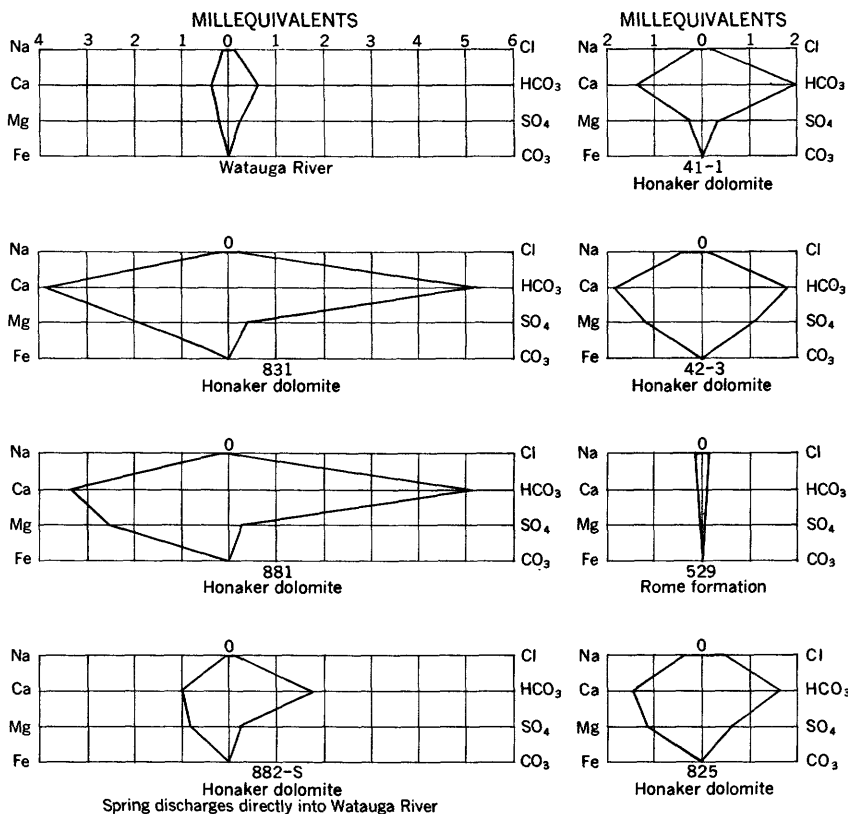 MILLEQUIVALENTS
4 3 2 1 0 1 2 3 4 5 6
Na Cl
Ca HCO₃
Mg SO₄
Fe CO₃
Watauga River
MILLEQUIVALENTS
2 1 0 1 2
Na Cl
Ca HCO₃
Mg SO₄
Fe CO₃
41-1
Honaker dolomite
0
Na Cl
Ca HCO₃
Mg SO₄
Fe CO₃
831
Honaker dolomite
0
Na Cl
Ca HCO₃
Mg SO₄
Fe CO₃
42-3
Honaker dolomite
0
Na Cl
Ca HCO₃
Mg SO₄
Fe CO₃
881
Honaker dolomite
0
Na Cl
Ca HCO₃
Mg SO₄
Fe CO₃
529
Rome formation
0
Na Cl
Ca HCO₃
Mg SO₄
Fe CO₃
882-S
Honaker dolomite
Spring discharges directly into Watauga River
0
Na Cl
Ca HCO₃
Mg SO₄
Fe CO₃
825
Honaker dolomite